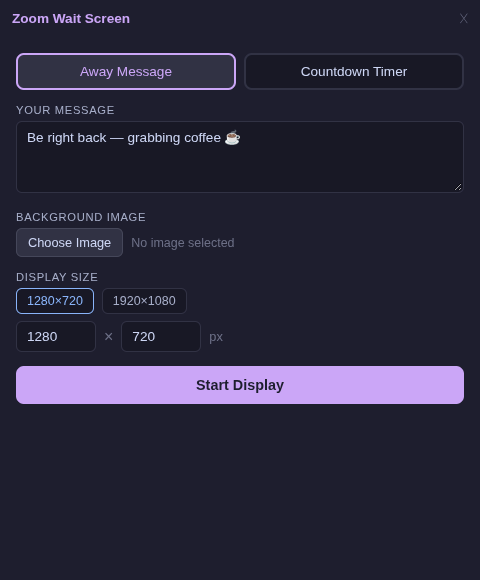 Zoom Wait Screen X
Away Message Countdown Timer
YOUR MESSAGE
Be right back — grabbing coffee ☕
BACKGROUND IMAGE
Choose Image No image selected
DISPLAY SIZE
1280×720 1920×1080
1280 × 720 px
Start Display